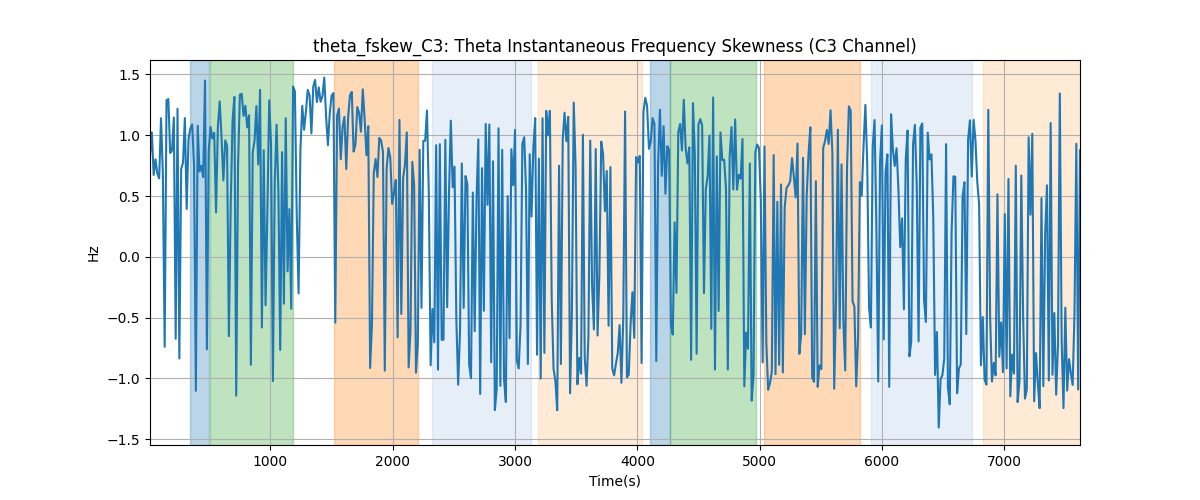 theta_fskew_C3: Theta Instantaneous Frequency Skewness (C3 Channel)
1.5
1.0
0.5
0.0
−0.5
−1.0
−1.5
Hz
1000 2000 3000 4000 5000 6000 7000
Time(s)